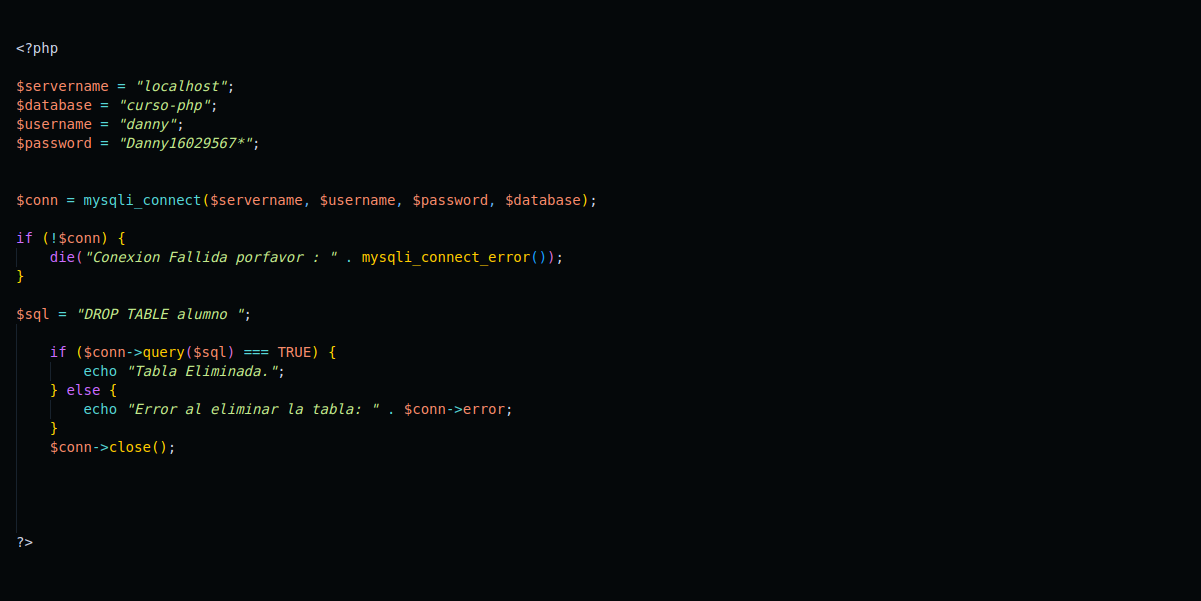 <?php
$servername = "localhost";
$database = "curso-php";
$username = "danny";
$password = "Danny16029567*";
$conn = mysqli_connect($servername, $username, $password, $database);
if (!$conn) {
    die("Conexion Fallida porfavor : " . mysqli_connect_error());
}
$sql = "DROP TABLE alumno ";
    if ($conn->query($sql) === TRUE) {
        echo "Tabla Eliminada.";
    } else {
        echo "Error al eliminar la tabla: " . $conn->error;
    }
    $conn->close();
?>